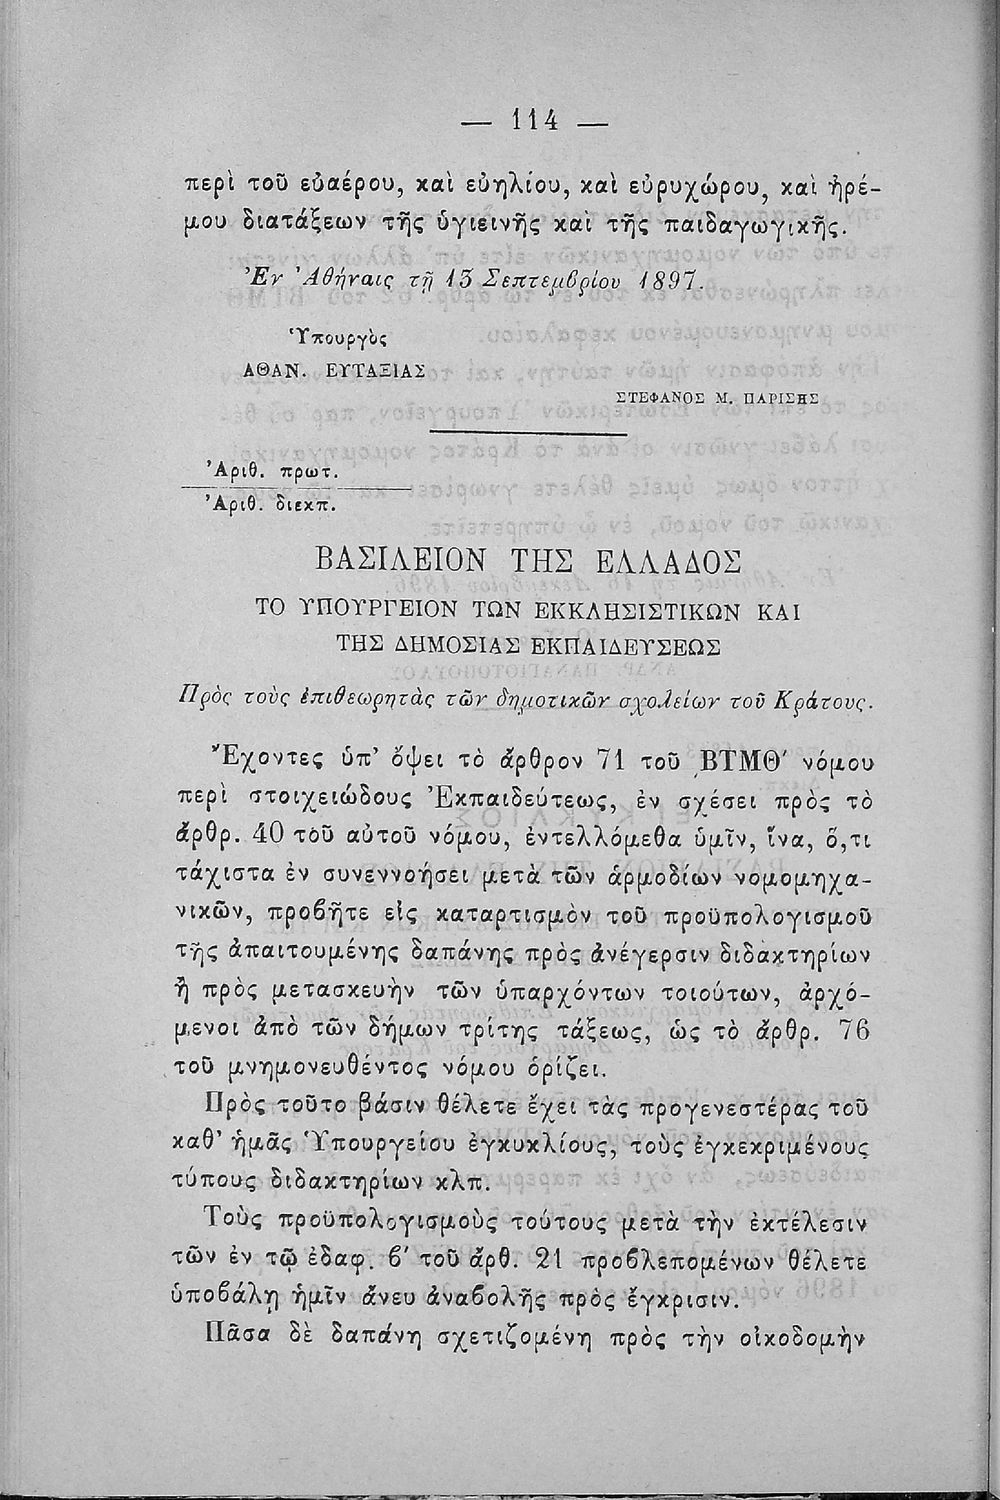 — 114 —
περὶ τοῦ εὐαέρου, καὶ εὐηλίου, καὶ εὐρυχώρου, καὶ ἠρέ-
μου διατάξεων τῆς ὑγιεινῆς καὶ τῆς παιδαγωγικῆς.
Ἐν Ἀθήναις τῇ 13 Σεπτεμβρίου 1897.
Ὑπουργὸς
ΑΘΑΝ. ΕΥΤΑΞΙΑΣ
ΣΤΕΦΑΝΟΣ Μ. ΠΑΡΙΣΗΣ
Ἀριθ. πρωτ.
Ἀριθ. διεκπ.
ΒΑΣΙΛΕΙΟΝ ΤΗΣ ΕΛΛΑΔΟΣ
ΤΟ ΥΠΟΥΡΓΕΙΟΝ ΤΩΝ ΕΚΚΛΗΣΙΣΤΙΚΩΝ ΚΑΙ
ΤΗΣ ΔΗΜΟΣΙΑΣ ΕΚΠΑΙΔΕΥΣΕΩΣ
Πρὸς τοὺς ἐπιθεωρητὰς τῶν δημοτικῶν σχολείων τοῦ Κράτους.
Ἔχοντες ὑπ' ὄψει τὸ ἄρθρον 71 τοῦ ͵ΒΤΜΘ′ νόμου
περὶ στοιχειώδους Ἐκπαιδεύτεως, ἐν σχέσει πρὸς τὸ
ἄρθρ. 40 τοῦ αὐτοῦ νόμου, ἐντελλόμεθα ὑμῖν, ἵνα, ὅ,τι
τάχιστα ἐν συνεννοήσει μετὰ τῶν ἁρμοδίων νομομηχα-
νικῶν, προβῆτε εἰς καταρτισμὸν τοῦ προϋπολογισμοῦ
τῆς ἀπαιτουμένης δαπάνης πρὸς ἀνέγερσιν διδακτηρίων
ἢ πρὸς μετασκευὴν τῶν ὑπαρχόντων τοιούτων, ἀρχό-
μενοι ἀπὸ τῶν δήμων τρίτης τάξεως, ὡς τὸ ἄρθρ. 76
τοῦ μνημονευθέντος νόμου ὁρίζει.
Πρὸς τοῦτο βάσιν θέλετε ἔχει τὰς προγενεστέρας τοῦ
καθ' ἡμᾶς Ὑπουργείου ἐγκυκλίους, τοὺς ἐγκεκριμένους
τύπους διδακτηρίων κλπ.
Τοὺς προϋπολογισμοὺς τούτους μετὰ τὴν ἐκτέλεσιν
τῶν ἐν τῷ ἐδαφ. β′ τοῦ ἄρθ. 21 προβλεπομένων θέλετε
ὑποβάλῃ ἡμῖν ἄνευ ἀναβολῆς πρὸς ἔγκρισιν.
Πᾶσα δὲ δαπάνη σχετιζομένη πρὸς τὴν οἰκοδομὴν